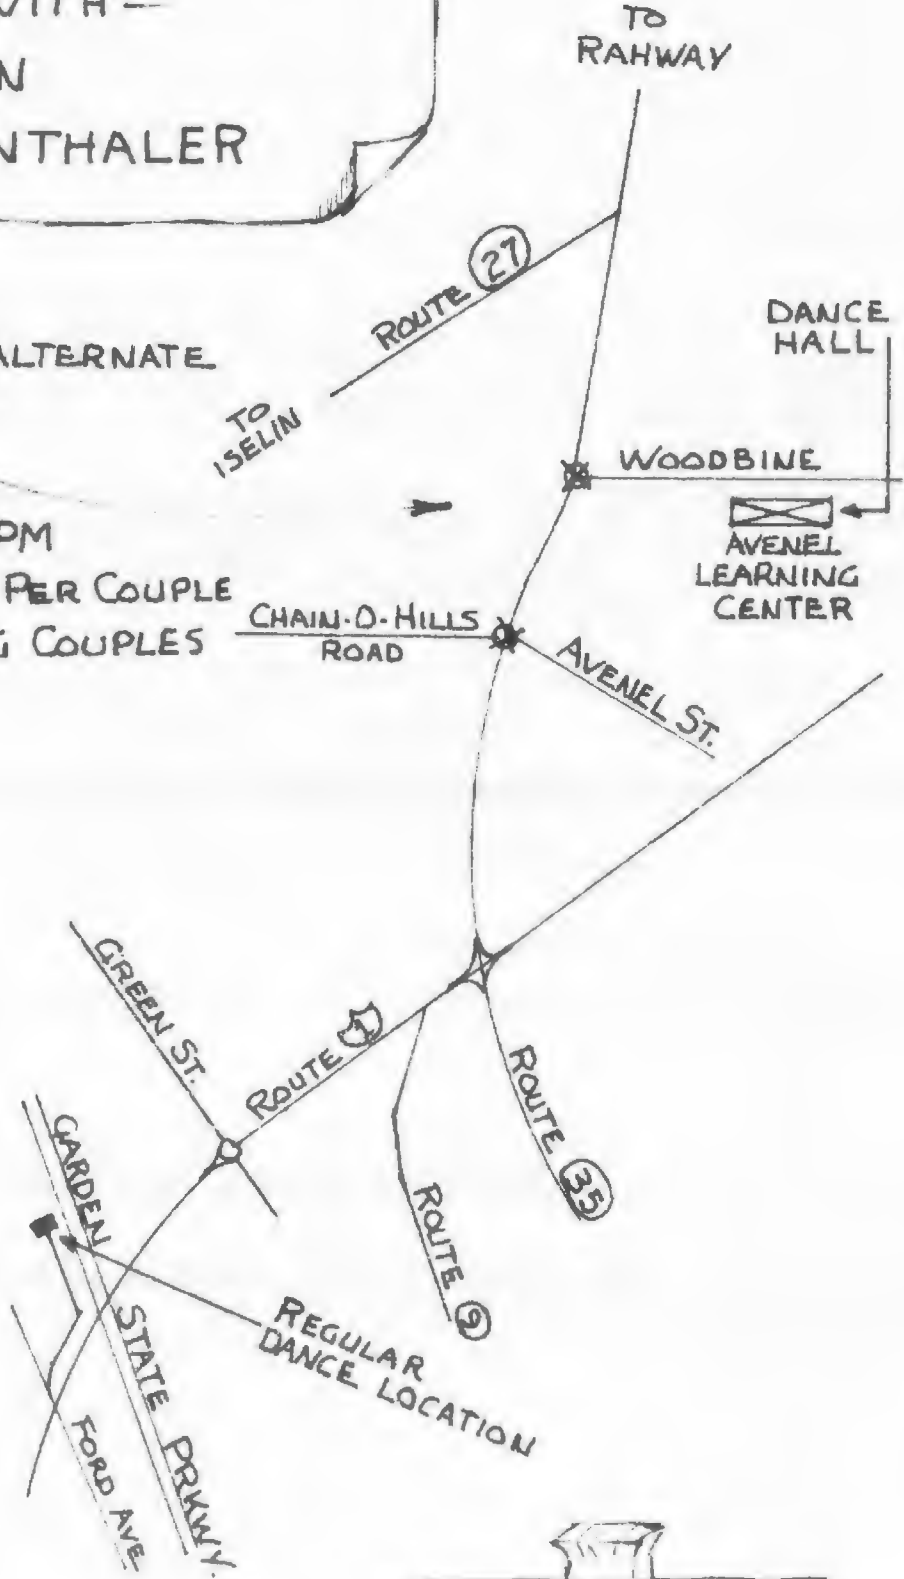 WITH —
N
NTHALER
TO
RAHWAY
ROUTE 27
TO
ISELIN
ALTERNATE
DANCE
HALL
WOODBINE
AVENEL
LEARNING
CENTER
PM
PER COUPLE
G COUPLES
CHAIN-O-HILLS
ROAD
AVENEL ST.
GREEN ST.
ROUTE 1
ROUTE 35
ROUTE 9
GARDEN STATE PRKWY.
REGULAR
DANCE LOCATION
FORD AVE